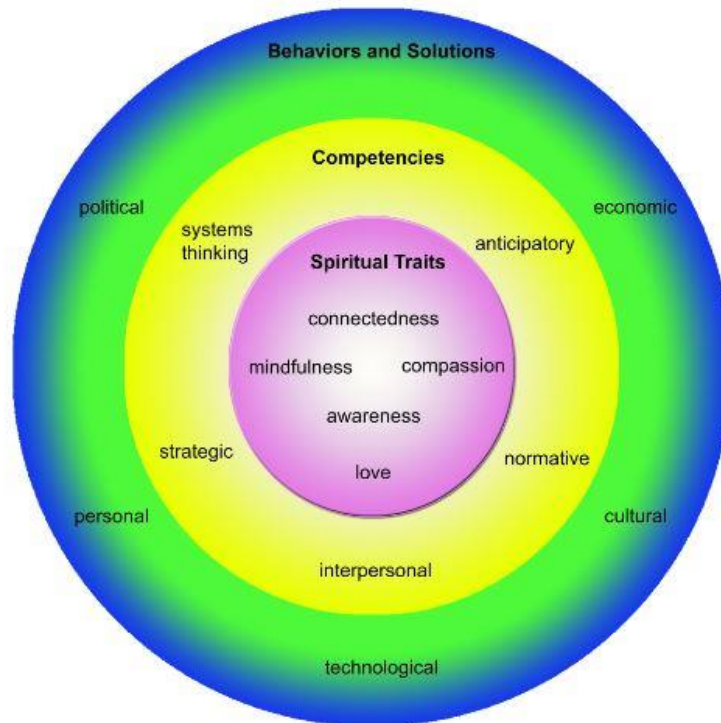 Behaviors and Solutions
Competencies
political
economic
systems
thinking
anticipatory
Spiritual Traits
connectedness
mindfulness
compassion
awareness
strategic
normative
love
personal
cultural
interpersonal
technological